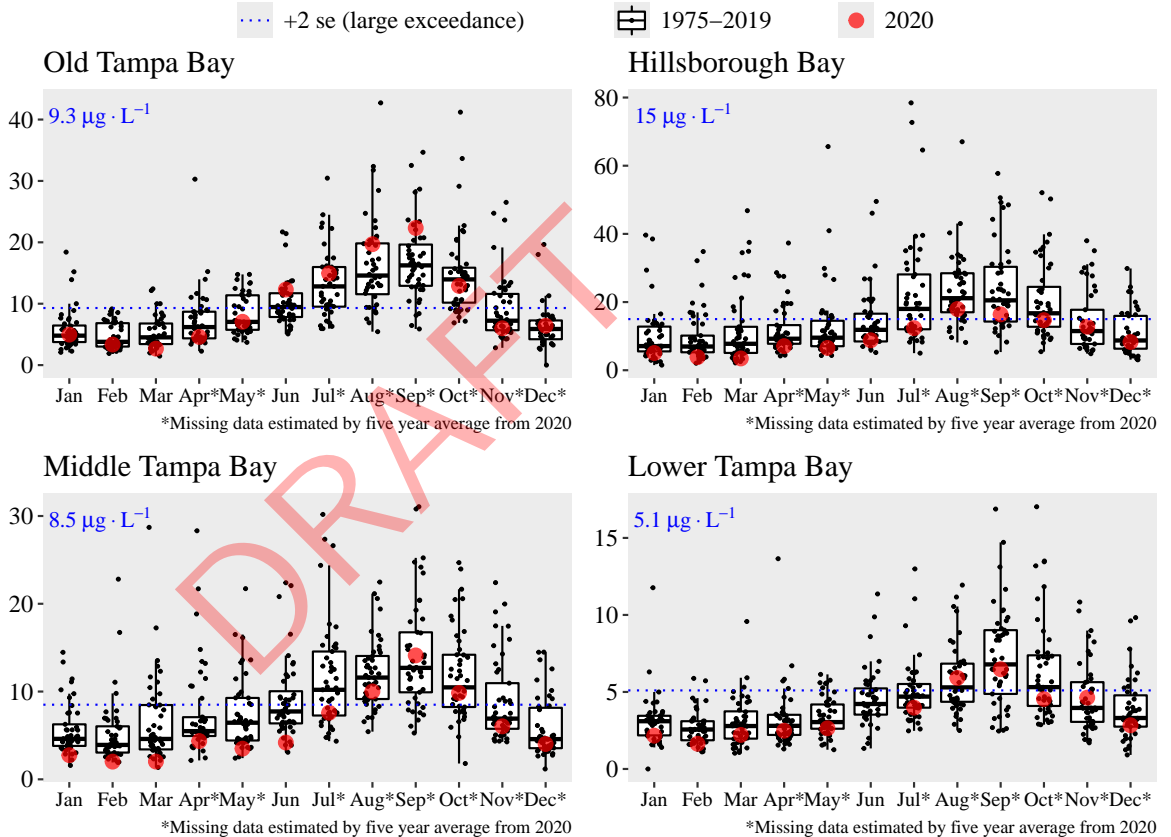 +2 se (large exceedance) 1975–2019 2020
Old Tampa Bay
9.3 μg · L⁻¹
40
30
20
10
0
Jan Feb Mar Apr* May* Jun Jul* Aug* Sep* Oct* Nov* Dec*
*Missing data estimated by five year average from 2020
Hillsborough Bay
15 μg · L⁻¹
80
60
40
20
0
Jan Feb Mar Apr* May* Jun Jul* Aug* Sep* Oct* Nov* Dec*
*Missing data estimated by five year average from 2020
Middle Tampa Bay
8.5 μg · L⁻¹
30
20
10
0
Jan Feb Mar Apr* May* Jun Jul* Aug* Sep* Oct* Nov* Dec*
*Missing data estimated by five year average from 2020
Lower Tampa Bay
5.1 μg · L⁻¹
15
10
5
0
Jan Feb Mar Apr* May* Jun Jul* Aug* Sep* Oct* Nov* Dec*
*Missing data estimated by five year average from 2020
DRAFT